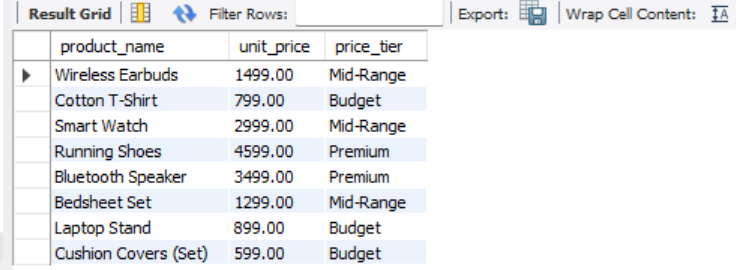 Result Grid Filter Rows: Export: Wrap Cell Content:
product_name unit_price price_tier
Wireless Earbuds 1499.00 Mid-Range
Cotton T-Shirt 799.00 Budget
Smart Watch 2999.00 Mid-Range
Running Shoes 4599.00 Premium
Bluetooth Speaker 3499.00 Premium
Bedsheet Set 1299.00 Mid-Range
Laptop Stand 899.00 Budget
Cushion Covers (Set) 599.00 Budget